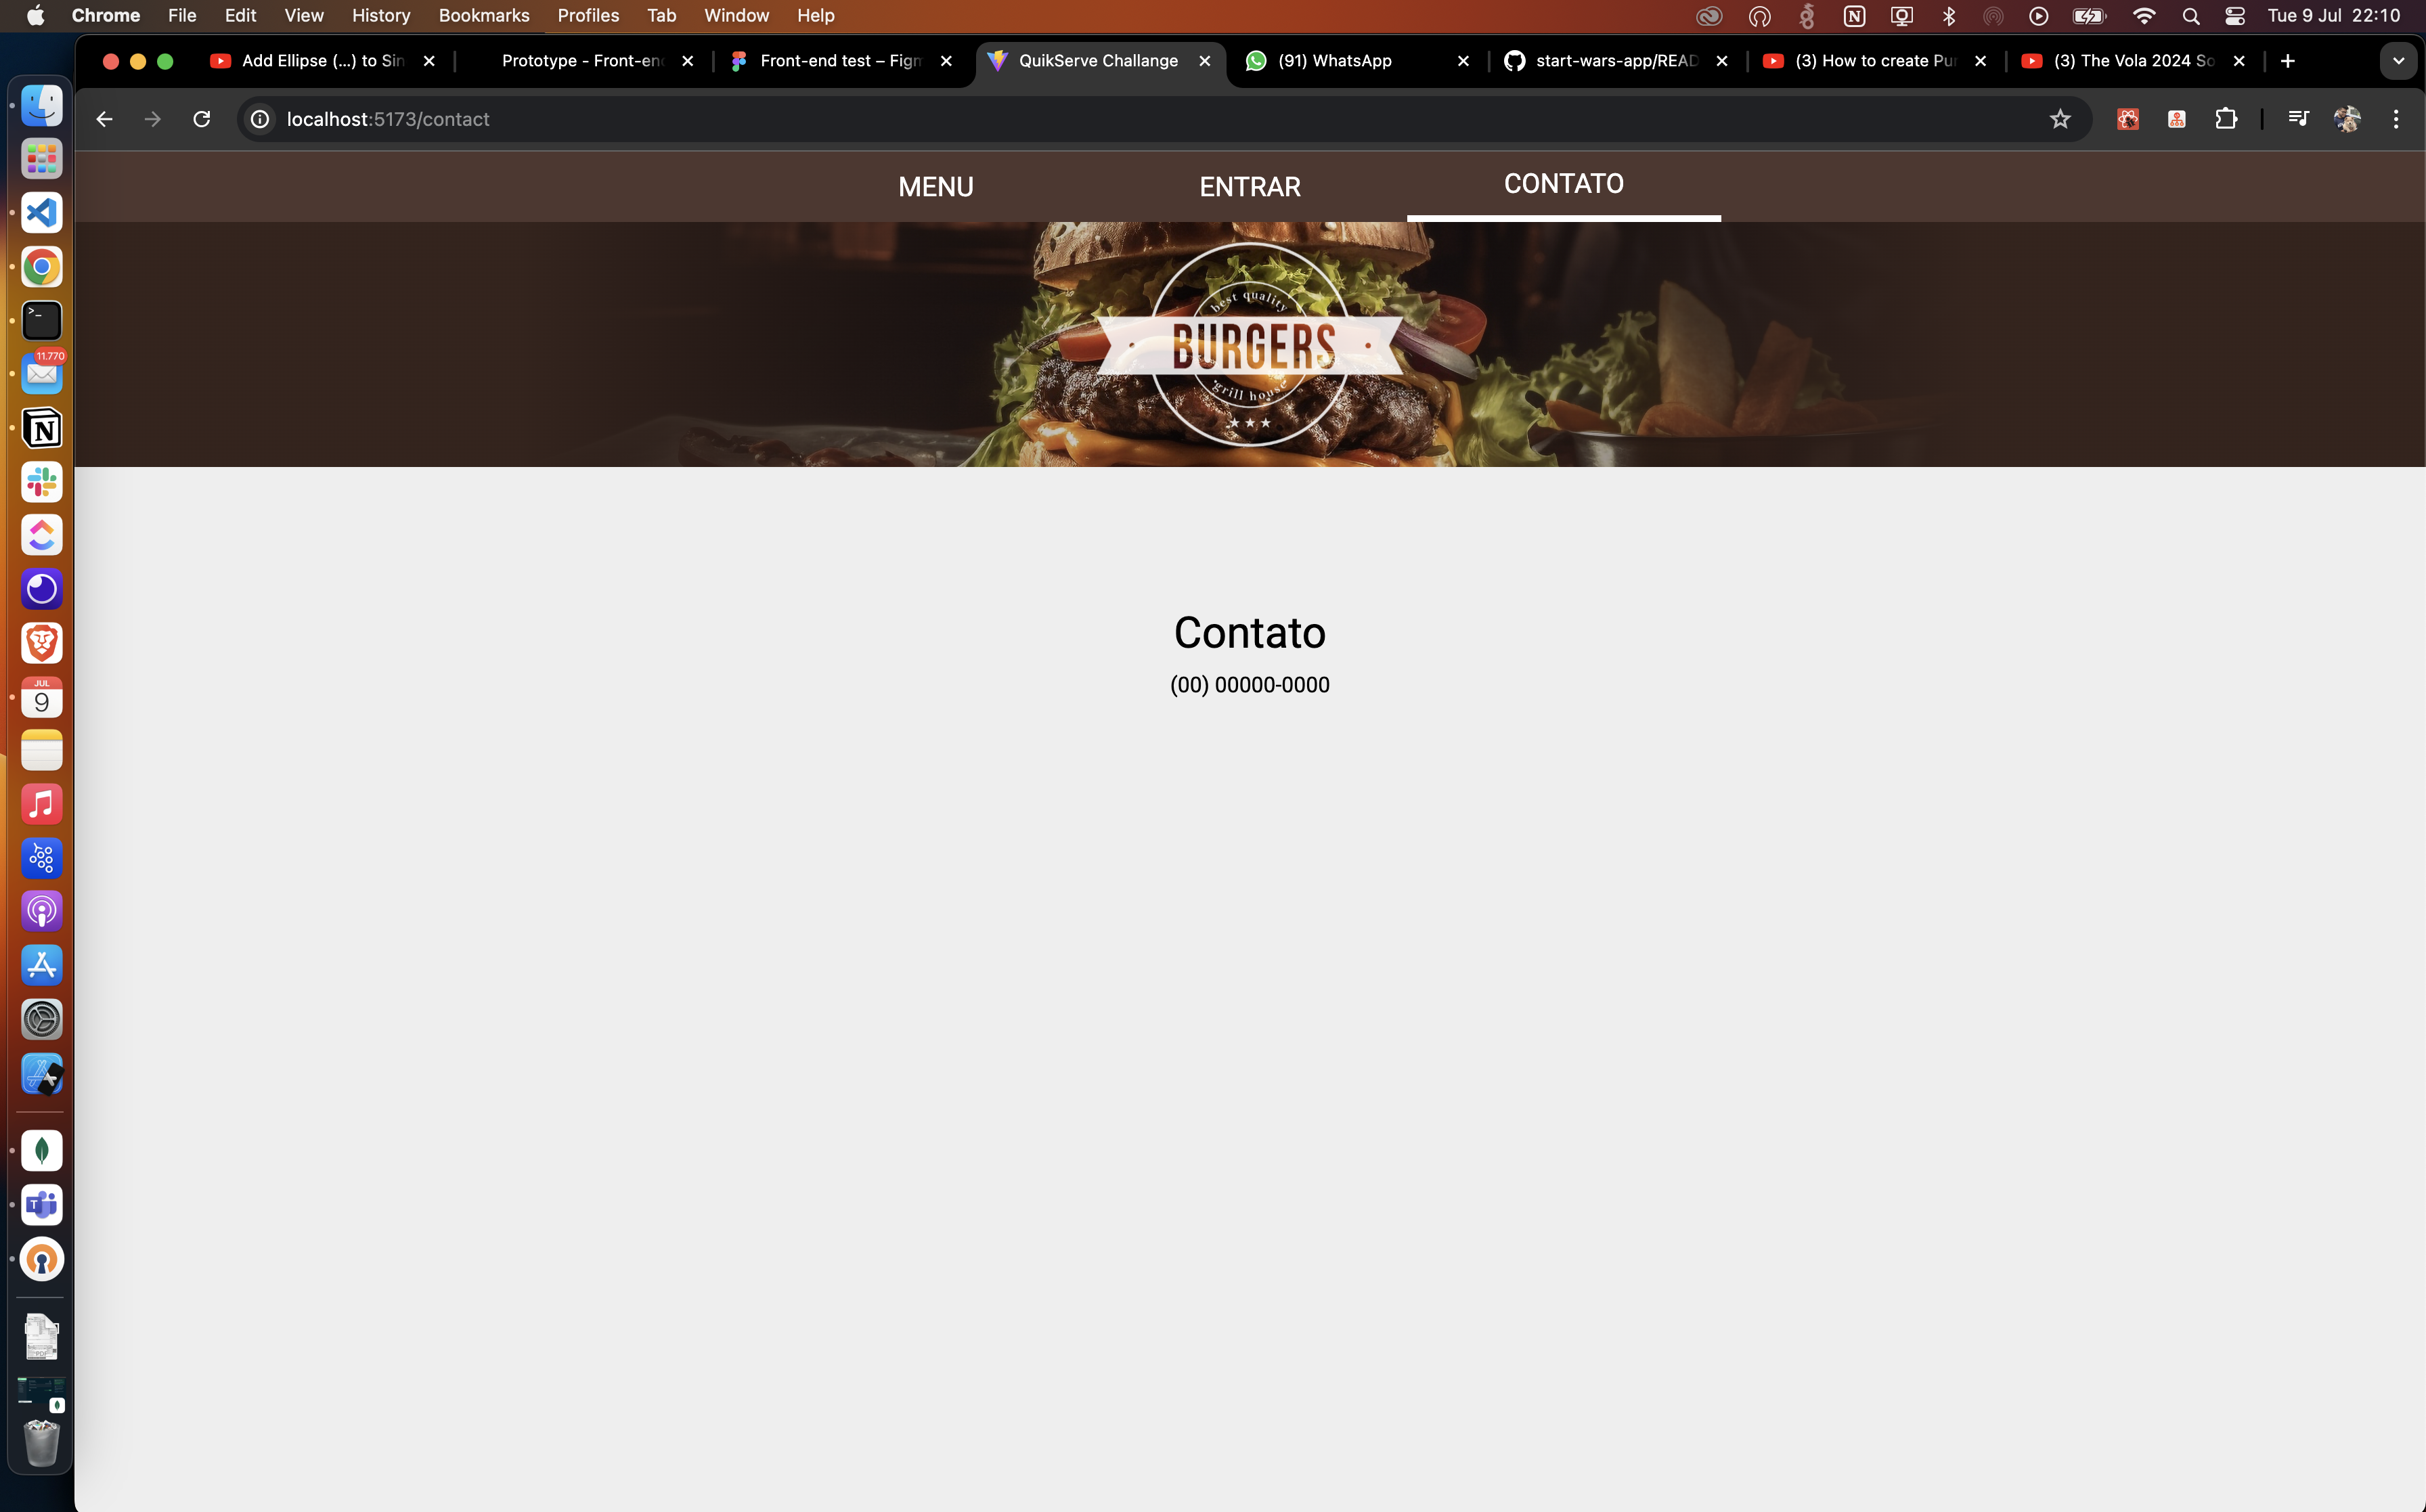 Chrome File Edit View History Bookmarks Profiles Tab Window Help Tue 9 Jul 22:10
Add Ellipse (...) to Sin Prototype - Front-en Front-end test – Figm QuikServe Challange (91) WhatsApp start-wars-app/READ (3) How to create Pur (3) The Vola 2024 So
localhost:5173/contact
MENU ENTRAR CONTATO
best quality
BURGERS
grill house
11.770
JUL
9
Contato
(00) 00000-0000